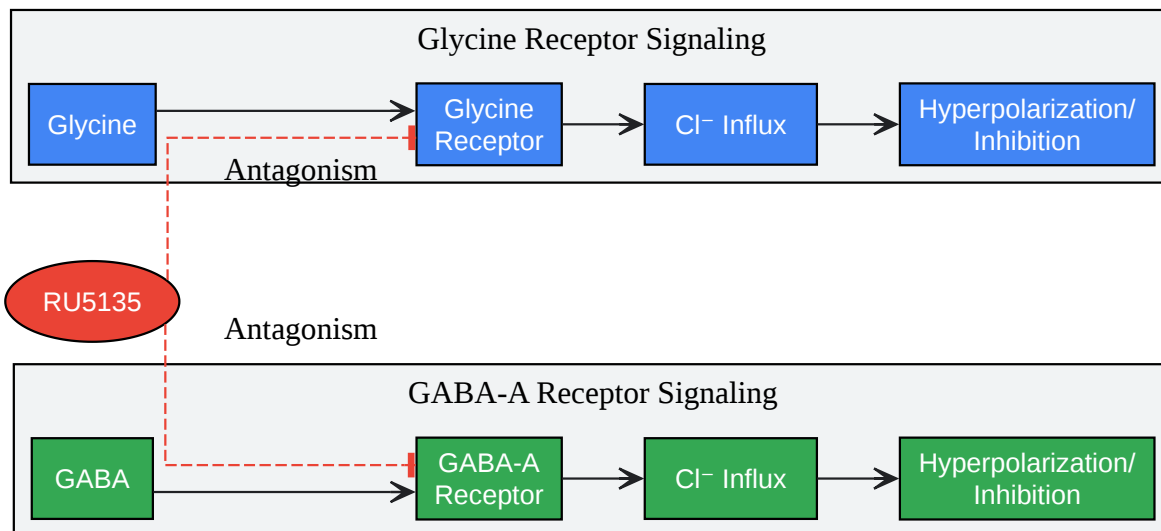 Glycine Receptor Signaling
Glycine
Glycine
Receptor
Cl⁻ Influx
Hyperpolarization/
Inhibition
Antagonism
RU5135
Antagonism
GABA-A Receptor Signaling
GABA
GABA-A
Receptor
Cl⁻ Influx
Hyperpolarization/
Inhibition